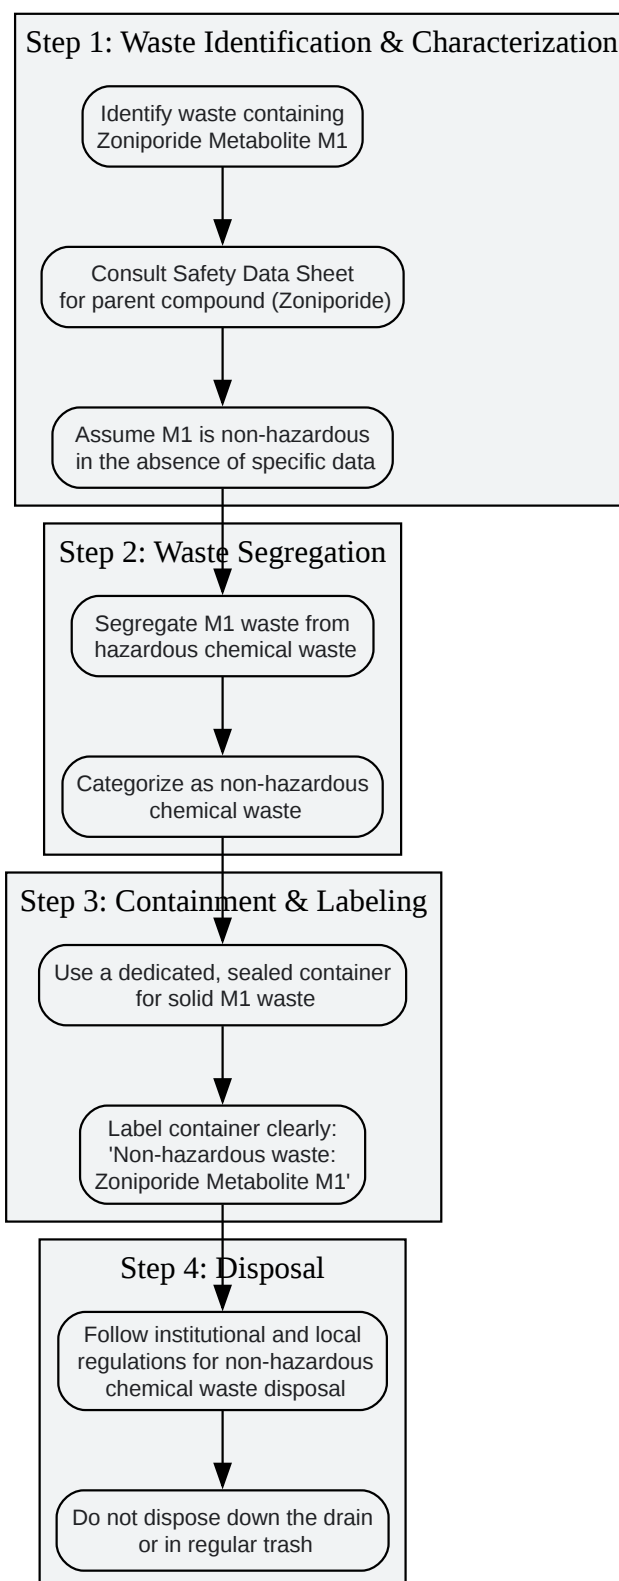 Step 1: Waste Identification & Characterization
Identify waste containing
Zoniporide Metabolite M1
Consult Safety Data Sheet
for parent compound (Zoniporide)
Assume M1 is non-hazardous
in the absence of specific data
Step 2: Waste Segregation
Segregate M1 waste from
hazardous chemical waste
Categorize as non-hazardous
chemical waste
Step 3: Containment & Labeling
Use a dedicated, sealed container
for solid M1 waste
Label container clearly:
'Non-hazardous waste:
Zoniporide Metabolite M1'
Step 4: Disposal
Follow institutional and local
regulations for non-hazardous
chemical waste disposal
Do not dispose down the drain
or in regular trash